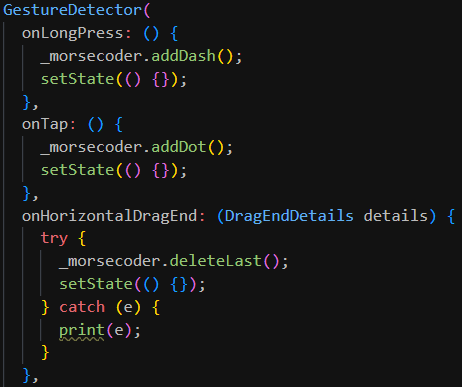 GestureDetector(
  onLongPress: () {
    _morsecoder.addDash();
    setState(() {});
  },
  onTap: () {
    _morsecoder.addDot();
    setState(() {});
  },
  onHorizontalDragEnd: (DragEndDetails details) {
    try {
      _morsecoder.deleteLast();
      setState(() {});
    } catch (e) {
      print(e);
    }
  },